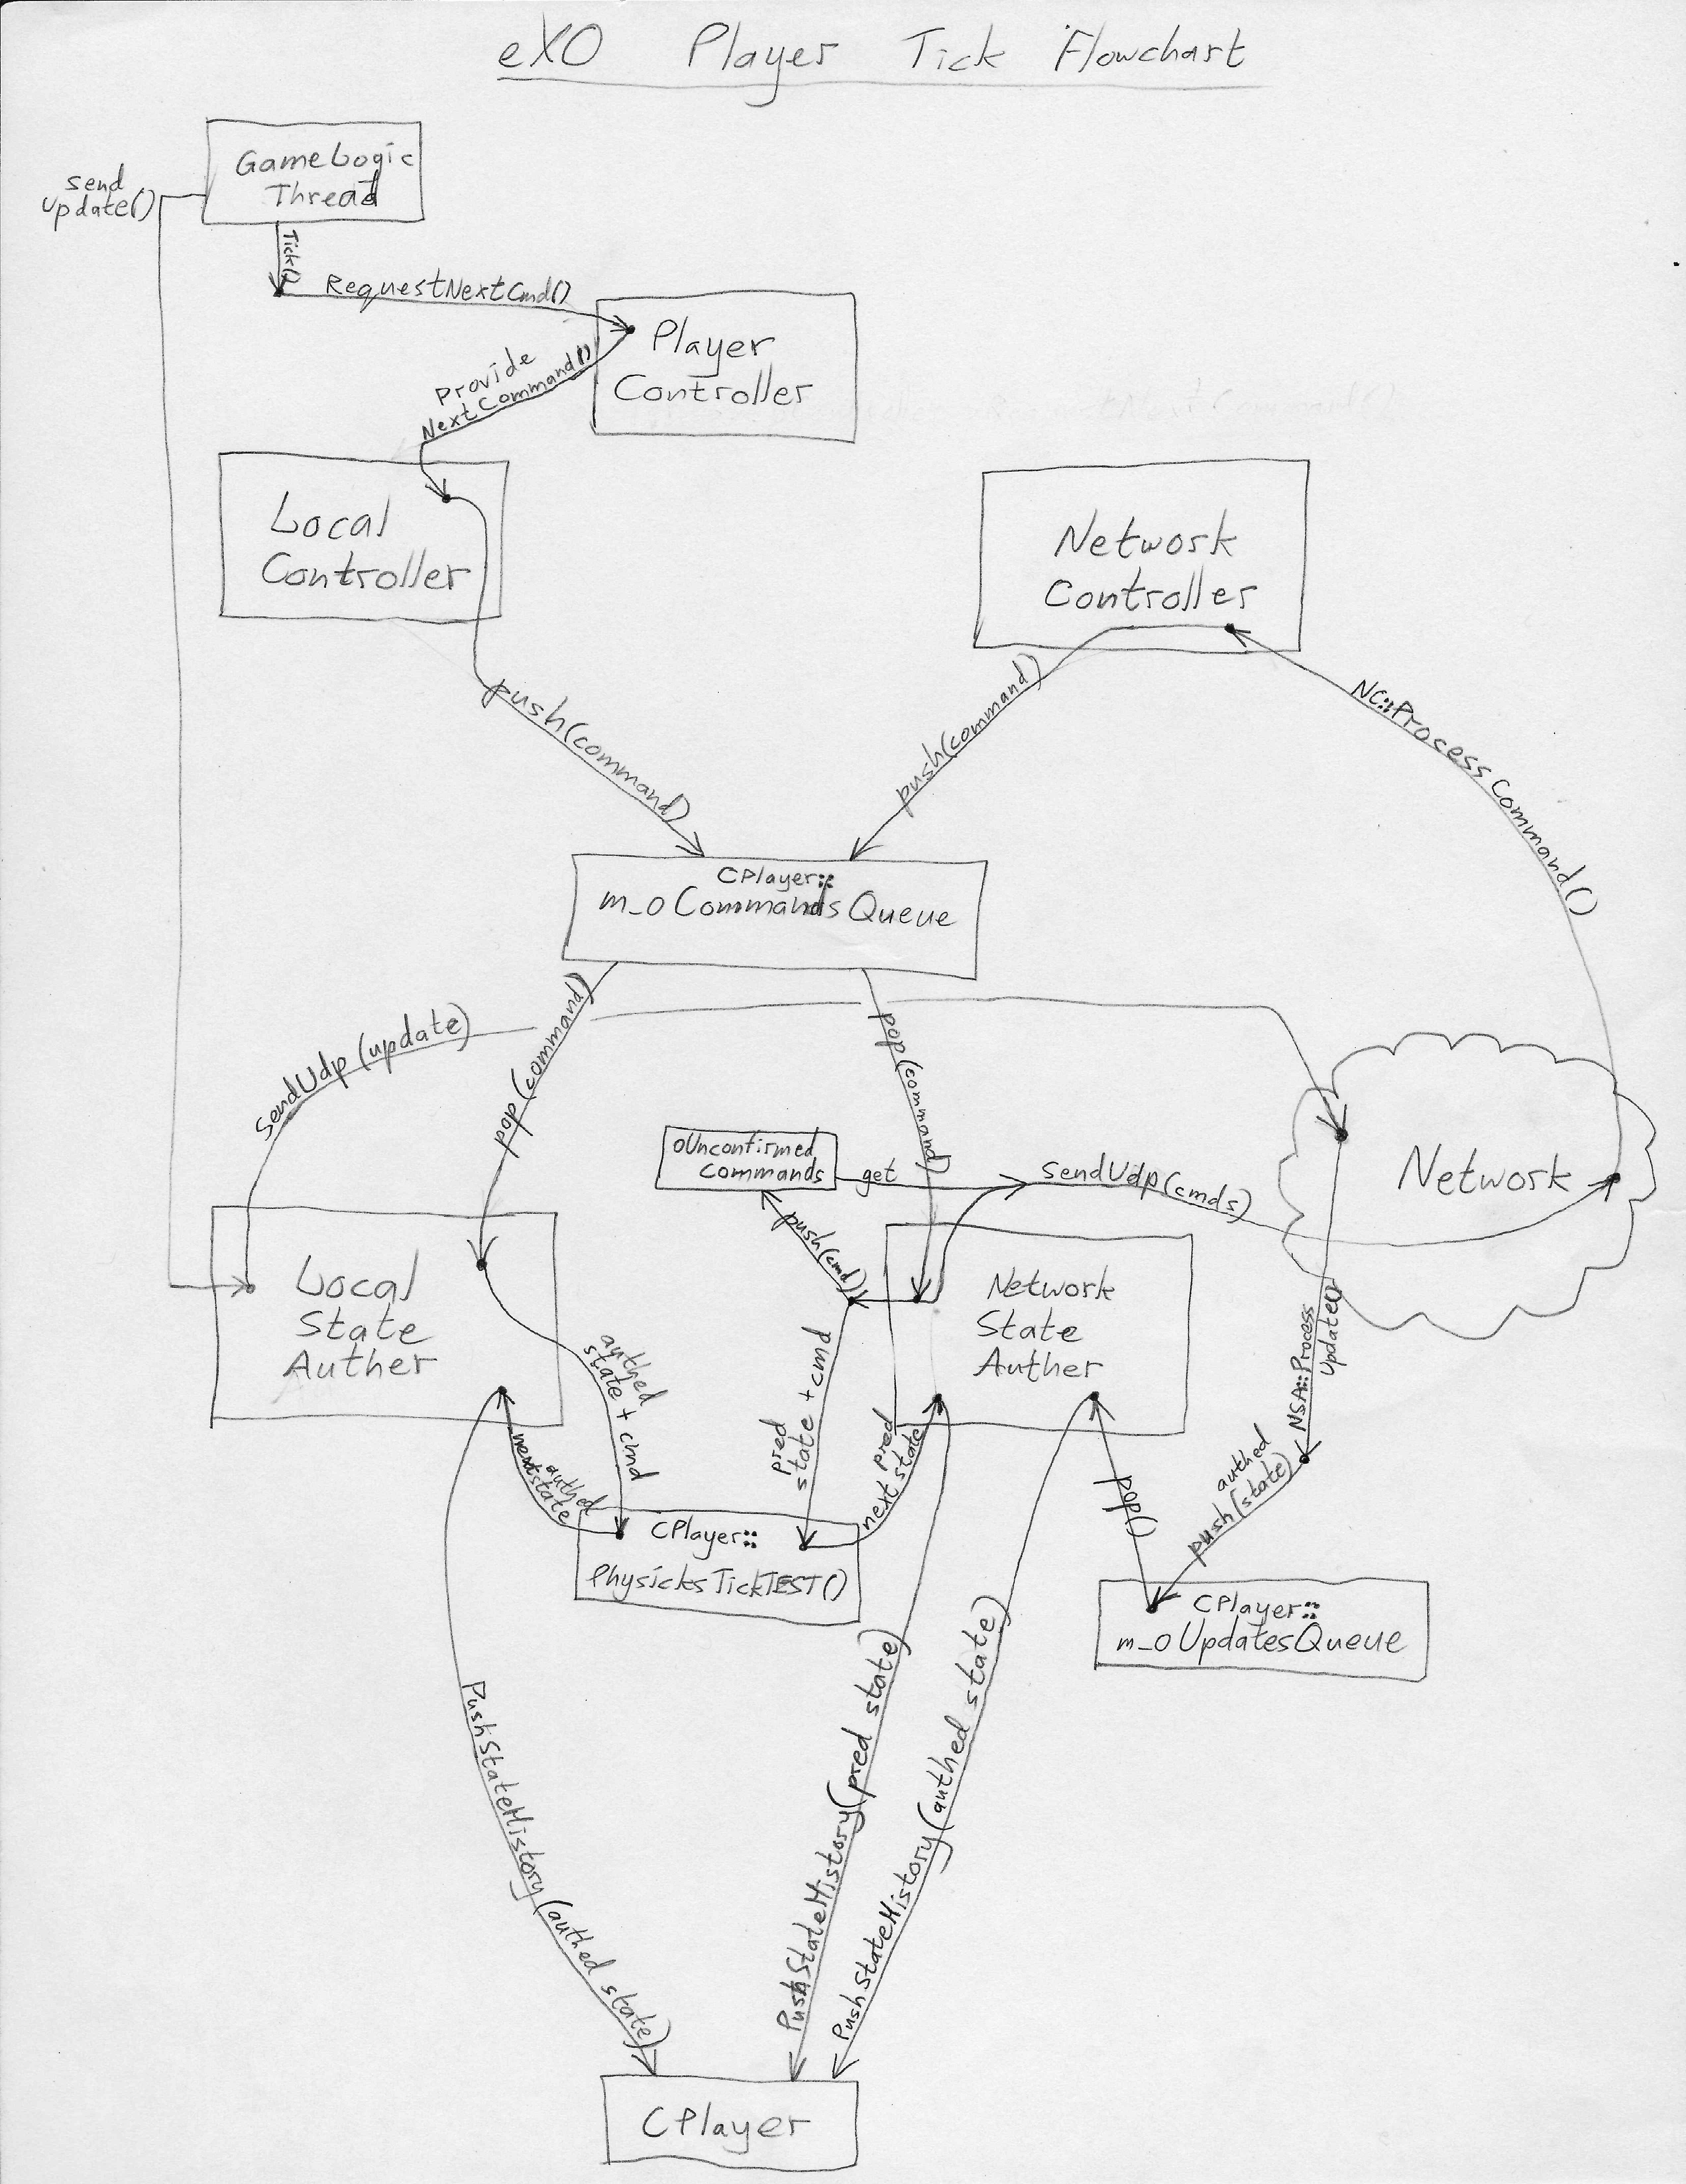 eXO Player Tick Flowchart
GameLogic
Thread
send
update()
Tick()
RequestNextCmd()
Player
Controller
Provide
NextCommand()
Local
Controller
Network
Controller
push(command)
push(command)
NC::Process Command()
CPlayer::
m_oCommandsQueue
pop(command)
pop(command)
sendUdp(update)
oUnconfirmed
commands
get
sendUdp(cmds)
Network
push(cmd)
Local
State
Auther
Network
State
Auther
authed
state + cmd
pred
state + cmd
authed
next state
authed
pred
next state
NSA::Process
Update()
authed
push(state)
pop()
CPlayer::
PhysicksTickTEST()
CPlayer::
m_oUpdatesQueue
PushStateHistory(authed state)
PushStateHistory(pred state)
PushStateHistory(authed state)
CPlayer